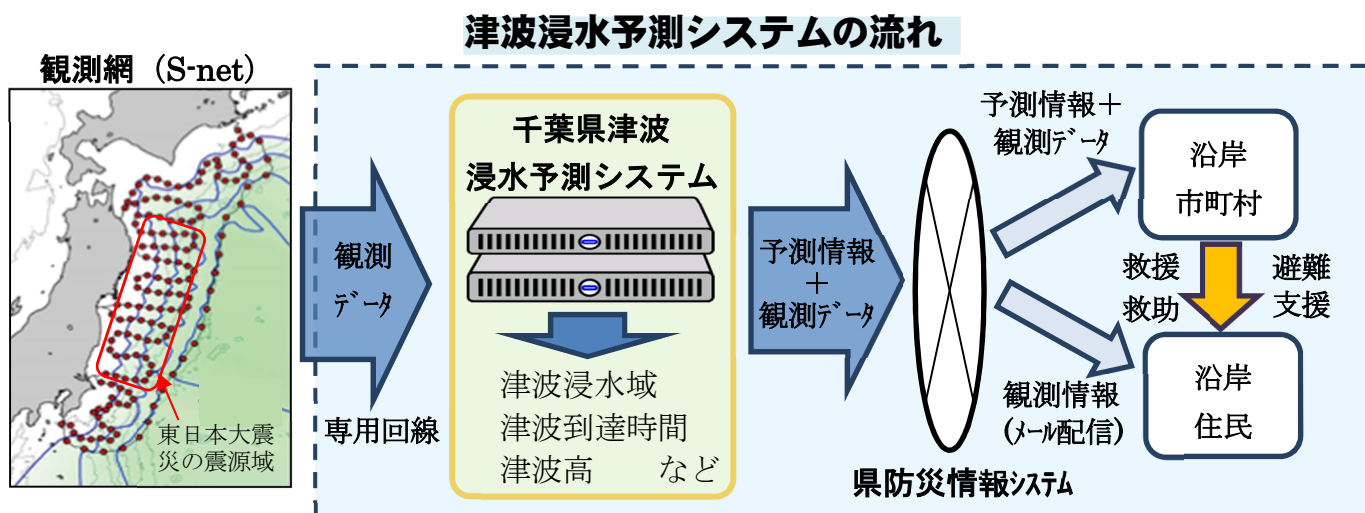 津波浸水予測システムの流れ
観測網（S-net）
東日本大震
災の震源域
観測
ﾃﾞｰﾀ
専用回線
千葉県津波
浸水予測システム
津波浸水域
津波到達時間
津波高　　など
予測情報
＋
観測ﾃﾞｰﾀ
県防災情報ｼｽﾃﾑ
予測情報＋
観測ﾃﾞｰﾀ
沿岸
市町村
救援
救助
避難
支援
観測情報
(ﾒｰﾙ配信)
沿岸
住民